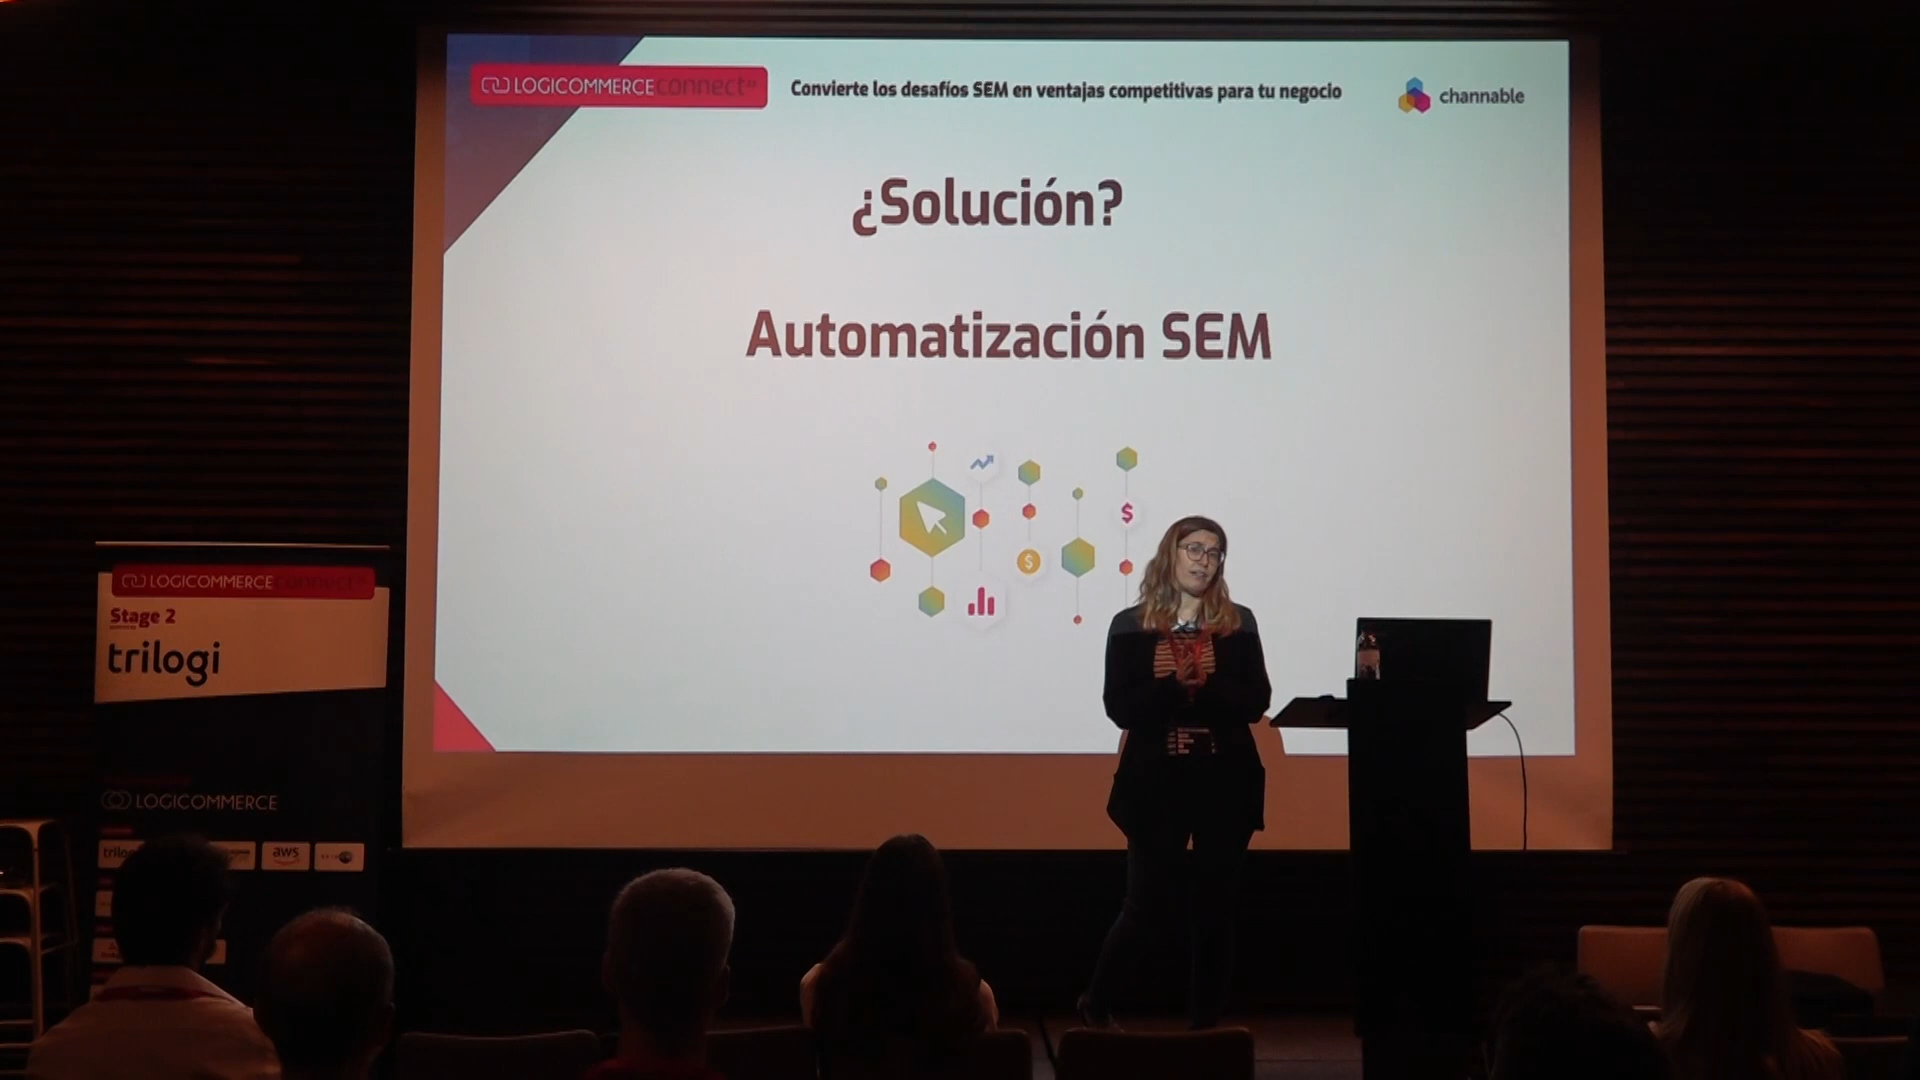 LOGICOMMERCE connect
Convierte los desafíos SEM en ventajas competitivas para tu negocio
channable
¿Solución?
Automatización SEM
$
$
LOGICOMMERCE connect
Stage 2
trilogi
LOGICOMMERCE
aws